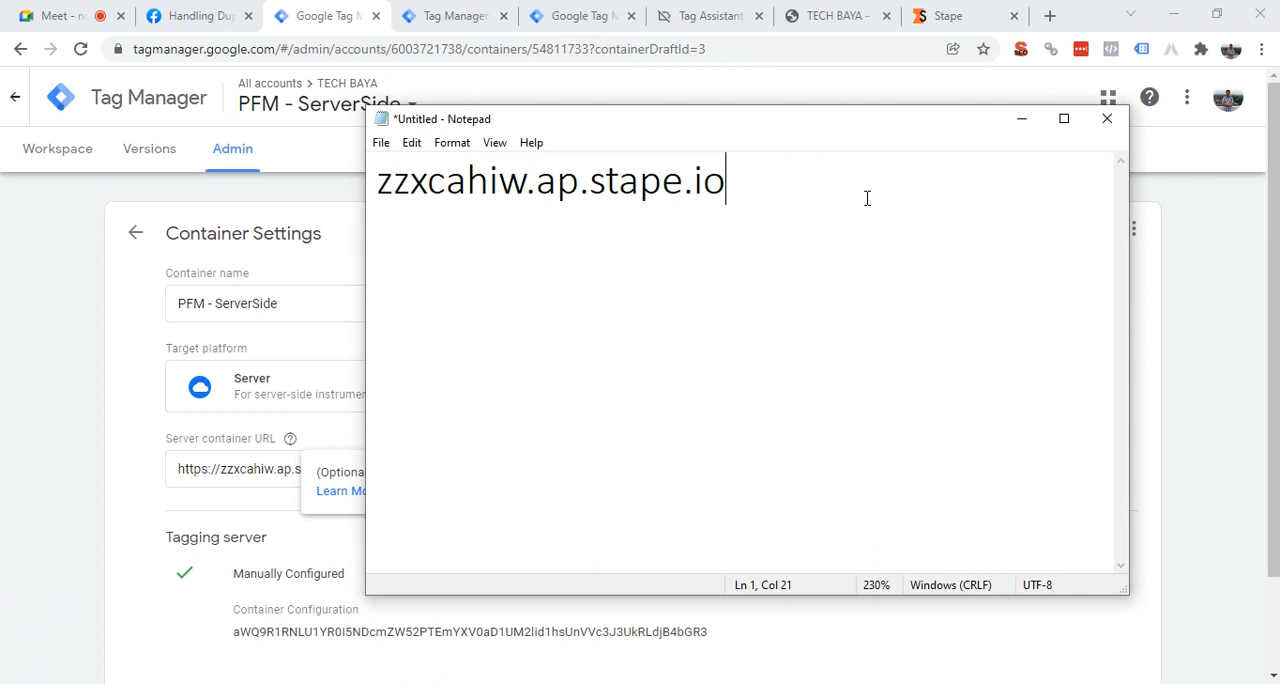 Meet - n
Handling Du
Google Tag M
Tag Manager
Google Tag M
Tag Assistant
TECH BAYA –
Stape
tagmanager.google.com/#/admin/accounts/6003721738/containers/54811733?containerDraftId=3
All accounts > TECH BAYA
Tag Manager
PFM - ServerSide
Workspace
Versions
Admin
*Untitled - Notepad
File Edit Format View Help
zzxcahiw.ap.stape.io
Container Settings
Container name
PFM - ServerSide
Target platform
Server
For server-side instrumen
Server container URL
https://zzxcahiw.ap.s
(Optiona
Learn Mo
Tagging server
Manually Configured
Container Configuration
aWQ9R1RNLU1YR0I5NDcmZW52PTEmYXV0aD1UM2lid1hsUnVVc3J3UkRLdjB4bGR3
Ln 1, Col 21
230%
Windows (CRLF)
UTF-8